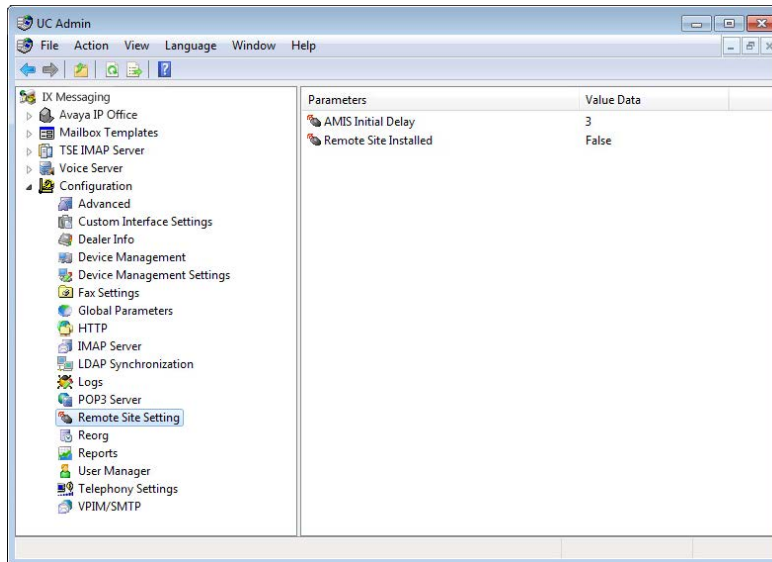 UC Admin
File Action View Language Window Help
IX Messaging
Avaya IP Office
Mailbox Templates
TSE IMAP Server
Voice Server
Configuration
Advanced
Custom Interface Settings
Dealer Info
Device Management
Device Management Settings
Fax Settings
Global Parameters
HTTP
IMAP Server
LDAP Synchronization
Logs
POP3 Server
Remote Site Setting
Reorg
Reports
User Manager
Telephony Settings
VPIM/SMTP
Parameters Value Data
AMIS Initial Delay 3
Remote Site Installed False